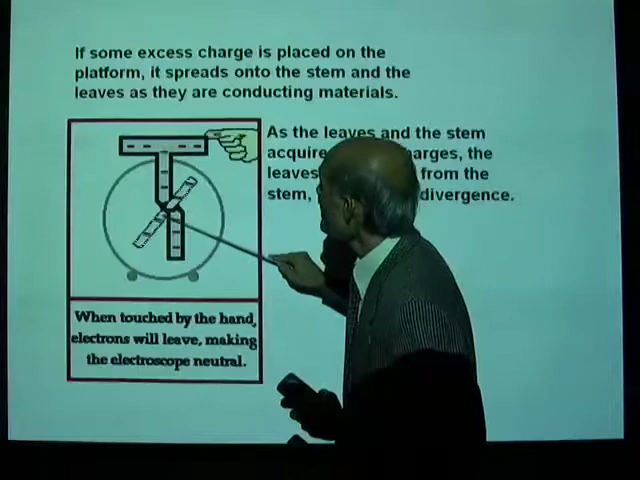 If some excess charge is placed on the
platform, it spreads onto the stem and the
leaves as they are conducting materials.
As the leaves and the stem
acquire arges, the
leaves from the
stem, divergence.
When touched by the hand,
electrons will leave, making
the electroscope neutral.